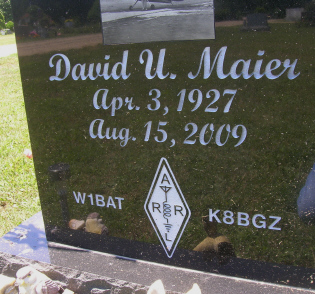 David U. Maier
Apr. 3, 1927
Aug. 15, 2009
W1BAT
A
R R
L
K8BGZ